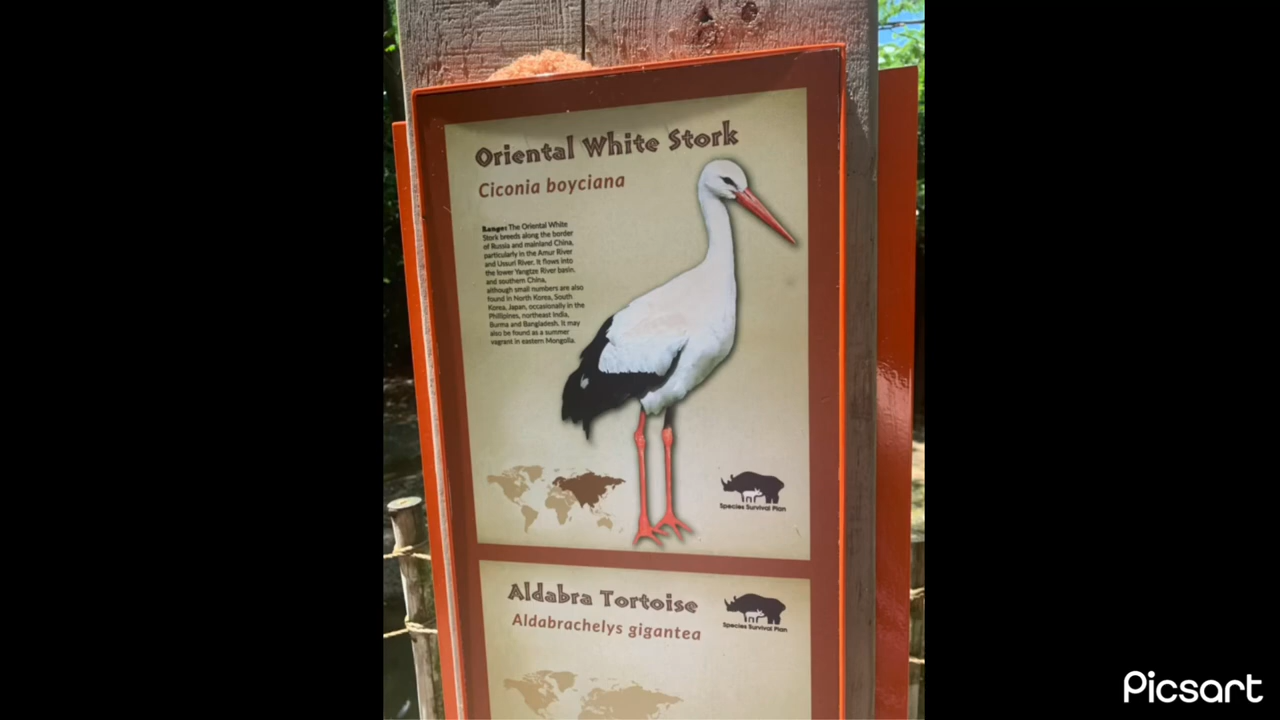 Oriental White Stork
Ciconia boyciana
Range: The Oriental White
Stork breeds along the border
of Russia and mainland China,
particularly in the Amur River
and Ussuri River. It flows into
the lower Yangtze River basin,
and southern China,
although small numbers are also
found in North Korea, South
Korea, Japan, occasionally in the
Phillipines, northeast India,
Burma and Bangladesh. It may
also be found as a summer
vagrant in eastern Mongolia.
Species Survival Plan
Aldabra Tortoise
Aldabrachelys gigantea
Species Survival Plan
Picsart